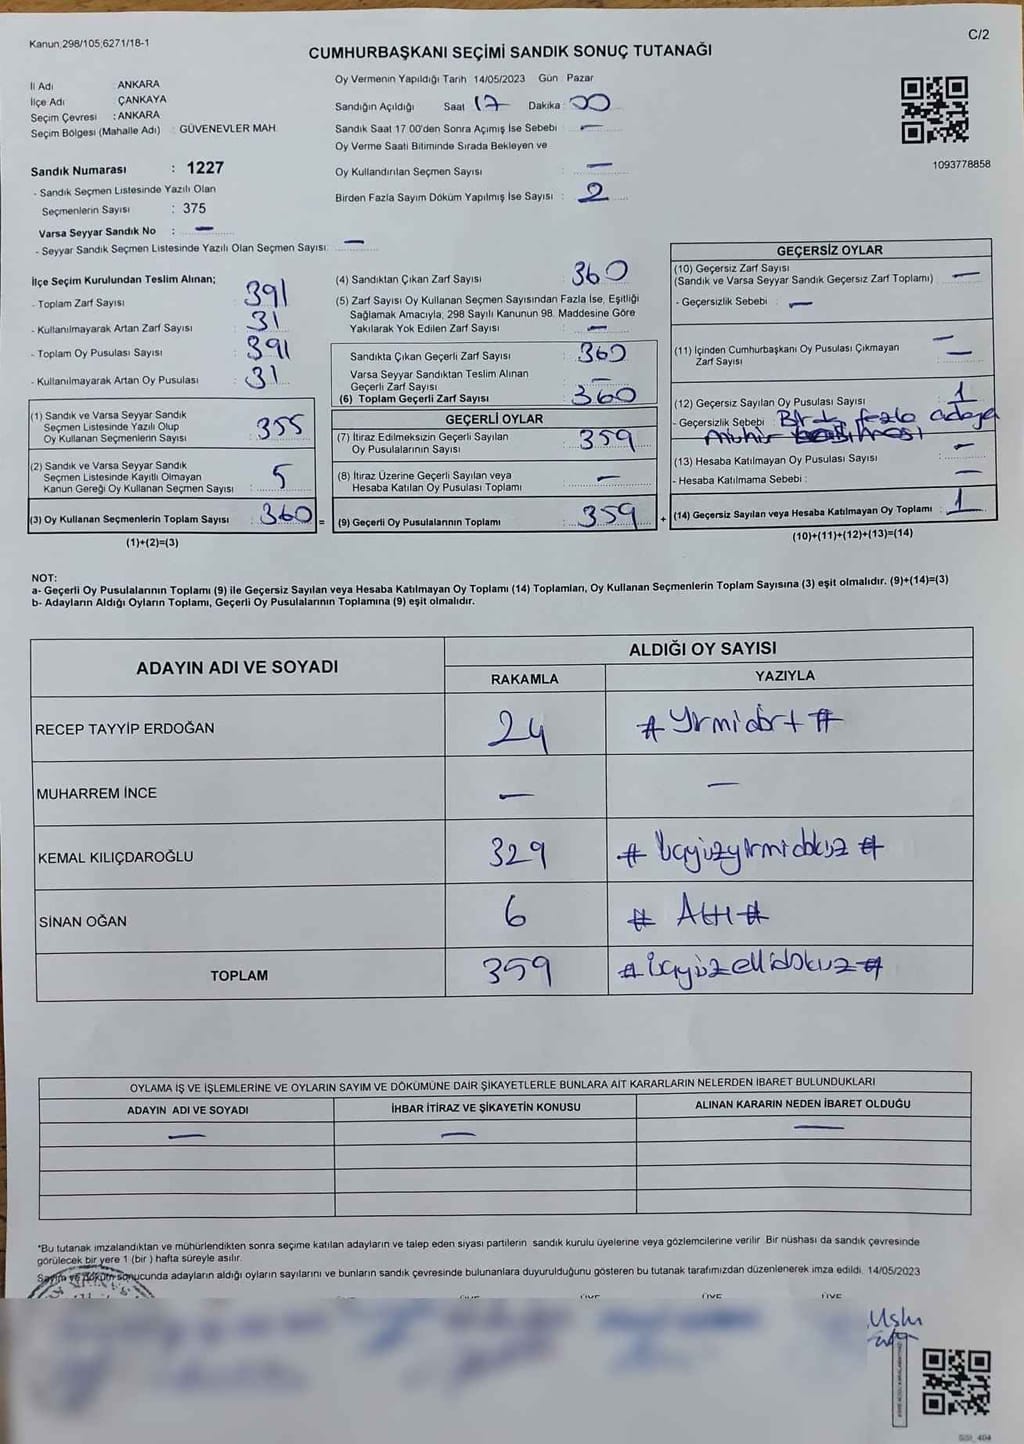 Kanun,298/105,6271/18-1
C/2
CUMHURBAŞKANI SEÇİMİ SANDIK SONUÇ TUTANAĞI
İl Adı : ANKARA
İlçe Adı : ÇANKAYA
Seçim Çevresi : ANKARA
Seçim Bölgesi (Mahalle Adı) : GÜVENEVLER MAH.
Sandık Numarası : 1227
- Sandık Seçmen Listesinde Yazılı Olan
Seçmenlerin Sayısı : 375
Varsa Seyyar Sandık No : —
- Seyyar Sandık Seçmen Listesinde Yazılı Olan Seçmen Sayısı: —
Oy Vermenin Yapıldığı Tarih 14/05/2023 Gün : Pazar
Sandığın Açıldığı Saat 17 Dakika : 00
Sandık Saat 17 00'den Sonra Açımış İse Sebebi : —
Oy Verme Saati Bitiminde Sırada Bekleyen ve
Oy Kullandırılan Seçmen Sayısı : —
Birden Fazla Sayım Döküm Yapılmış İse Sayısı : 2
1093778858
İlçe Seçim Kurulundan Teslim Alınan;
- Toplam Zarf Sayısı : 391
- Kullanılmayarak Artan Zarf Sayısı : 31
- Toplam Oy Pusulası Sayısı : 391
- Kullanılmayarak Artan Oy Pusulası : 31
(1) Sandık ve Varsa Seyyar Sandık
Seçmen Listesinde Yazılı Olup
Oy Kullanan Seçmenlerin Sayısı : 355
(2) Sandık ve Varsa Seyyar Sandık
Seçmen Listesinde Kayıtlı Olmayan
Kanun Gereği Oy Kullanan Seçmen Sayısı : 5
(3) Oy Kullanan Seçmenlerin Toplam Sayısı : 360 =
(1)+(2)=(3)
(4) Sandıktan Çıkan Zarf Sayısı : 360
(5) Zarf Sayısı Oy Kullanan Seçmen Sayısından Fazla İse, Eşitliği
Sağlamak Amacıyla, 298 Sayılı Kanunun 98. Maddesine Göre
Yakılarak Yok Edilen Zarf Sayısı : —
Sandıkta Çıkan Geçerli Zarf Sayısı : 360
Varsa Seyyar Sandıktan Teslim Alınan
Geçerli Zarf Sayısı : —
(6) Toplam Geçerli Zarf Sayısı : 360
GEÇERLİ OYLAR
(7) İtiraz Edilmeksizin Geçerli Sayılan
Oy Pusulalarının Sayısı : 359
(8) İtiraz Üzerine Geçerli Sayılan veya
Hesaba Katılan Oy Pusulası Toplamı : —
(9) Geçerli Oy Pusulalarının Toplamı : 359 +
GEÇERSİZ OYLAR
(10) Geçersiz Zarf Sayısı
(Sandık ve Varsa Seyyar Sandık Geçersiz Zarf Toplamı) : —
- Geçersizlik Sebebi : —
(11) İçinden Cumhurbaşkanı Oy Pusulası Çıkmayan
Zarf Sayısı : —
(12) Geçersiz Sayılan Oy Pusulası Sayısı : 1
- Geçersizlik Sebebi : Birden fazla adaya
mühür
(13) Hesaba Katılmayan Oy Pusulası Sayısı : —
- Hesaba Katılmama Sebebi : —
(14) Geçersiz Sayılan veya Hesaba Katılmayan Oy Toplamı : 1
(10)+(11)+(12)+(13)=(14)
NOT:
a- Geçerli Oy Pusulalarının Toplamı (9) ile Geçersiz Sayılan veya Hesaba Katılmayan Oy Toplamı (14) Toplamları, Oy Kullanan Seçmenlerin Toplam Sayısına (3) eşit olmalıdır. (9)+(14)=(3)
b- Adayların Aldığı Oyların Toplamı, Geçerli Oy Pusulalarının Toplamına (9) eşit olmalıdır.
ADAYIN ADI VE SOYADI
ALDIĞI OY SAYISI
RAKAMLA YAZIYLA
RECEP TAYYİP ERDOĞAN 24 # Yirmidört #
MUHARREM İNCE — —
KEMAL KILIÇDAROĞLU 329 # Üçyüzyirmidokuz #
SİNAN OĞAN 6 # Altı #
TOPLAM 359 # Üçyüzellidokuz #
OYLAMA İŞ VE İŞLEMLERİNE VE OYLARIN SAYIM VE DÖKÜMÜNE DAİR ŞİKAYETLERLE BUNLARA AİT KARARLARIN NELERDEN İBARET BULUNDUKLARI
ADAYIN ADI VE SOYADI İHBAR İTİRAZ VE ŞİKAYETİN KONUSU ALINAN KARARIN NEDEN İBARET OLDUĞU
— — —
*Bu tutanak imzalandıktan ve mühürlendikten sonra seçime katılan adayların ve talep eden siyasi partilerin sandık kurulu üyelerine veya gözlemcilerine verilir. Bir nüshası da sandık çevresinde
görülecek bir yere 1 (bir) hafta süreyle asılır.
Sayım ve döküm sonucunda adayların aldığı oyların sayılarını ve bunların sandık çevresinde bulunanlara duyurulduğunu gösteren bu tutanak tarafımızdan düzenlenerek imza edildi. 14/05/2023
ÜYE ÜYE ÜYE ÜYE